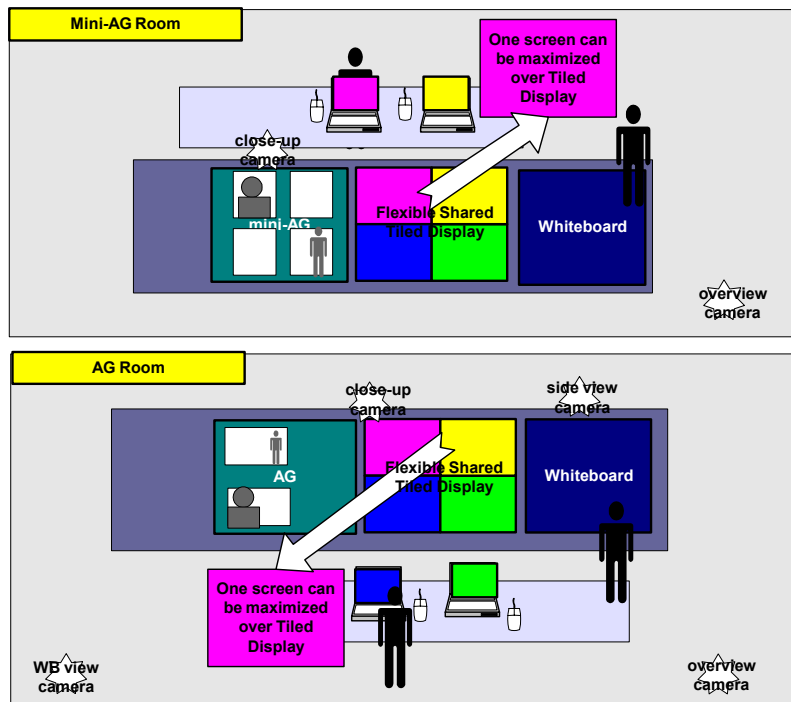 Mini-AG Room
One screen can
be maximized
over Tiled
Display
close-up
camera
mini-AG
Flexible Shared
Tiled Display
Whiteboard
overview
camera
AG Room
close-up
camera
side view
camera
AG
Flexible Shared
Tiled Display
Whiteboard
One screen can
be maximized
over Tiled
Display
WB view
camera
overview
camera